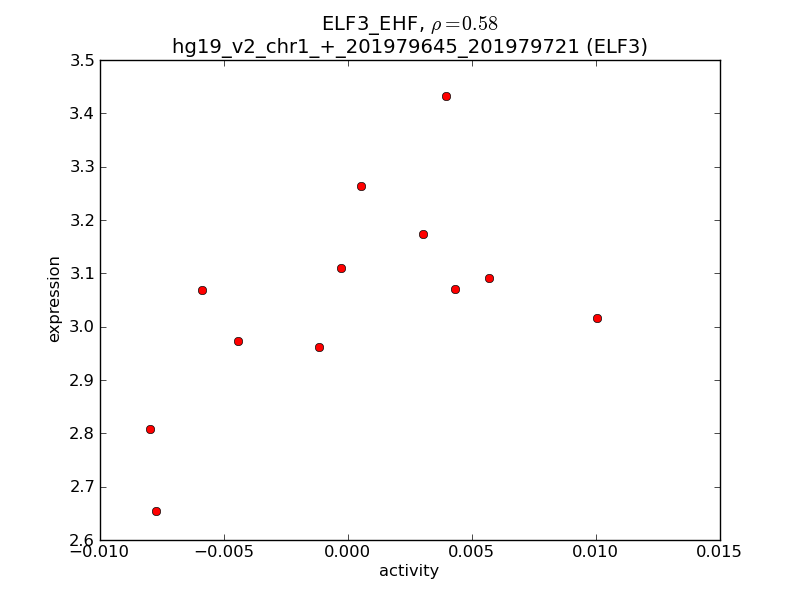 ELF3_EHF, ρ = 0.58
hg19_v2_chr1_+_201979645_201979721 (ELF3)
3.5
3.4
3.3
3.2
3.1
3.0
2.9
2.8
2.7
2.6
expression
−0.010 −0.005 0.000 0.005 0.010 0.015
activity